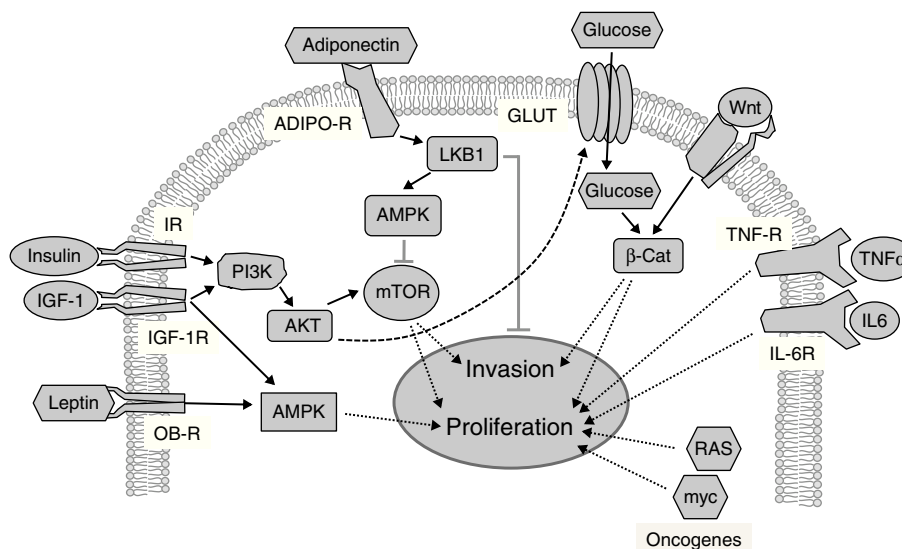 Adiponectin
Glucose
Wnt
ADIPO-R
GLUT
LKB1
Glucose
AMPK
IR
TNF-R
Insulin
PI3K
β-Cat
TNFα
IGF-1
mTOR
AKT
IL6
IGF-1R
IL-6R
Invasion
Leptin
AMPK
Proliferation
OB-R
RAS
myc
Oncogenes